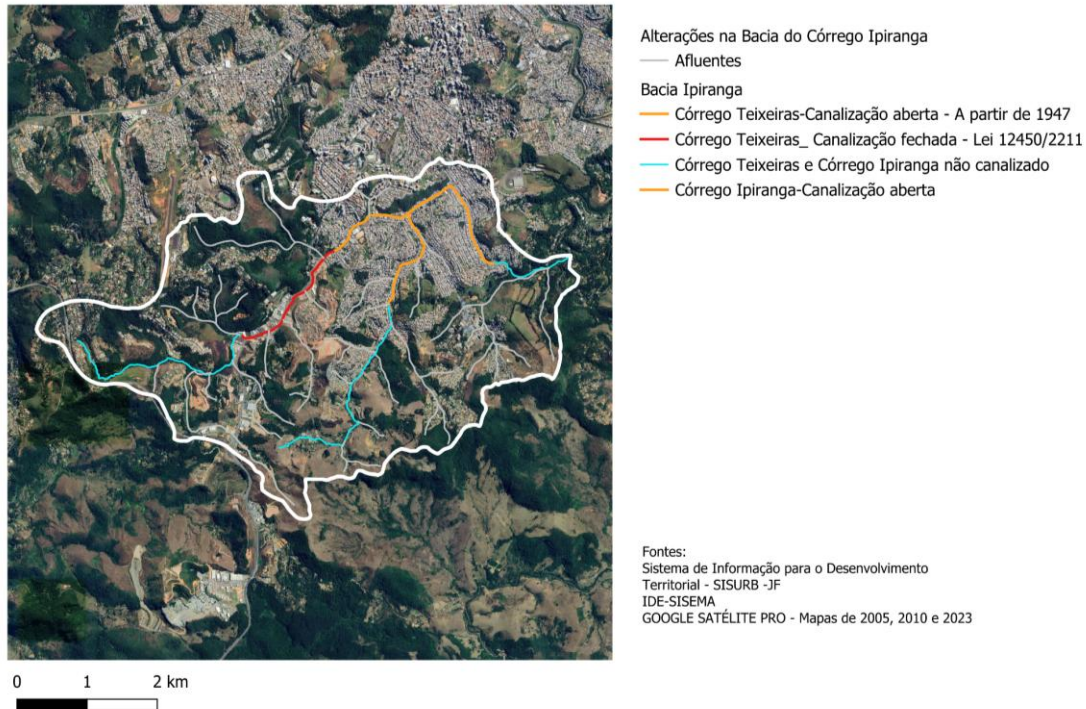 Alterações na Bacia do Córrego Ipiranga
Afluentes
Bacia Ipiranga
Córrego Teixeiras-Canalização aberta - A partir de 1947
Córrego Teixeiras_ Canalização fechada - Lei 12450/2211
Córrego Teixeiras e Córrego Ipiranga não canalizado
Córrego Ipiranga-Canalização aberta
Fontes:
Sistema de Informação para o Desenvolvimento
Territorial - SISURB -JF
IDE-SISEMA
GOOGLE SATÉLITE PRO - Mapas de 2005, 2010 e 2023
0 1 2 km